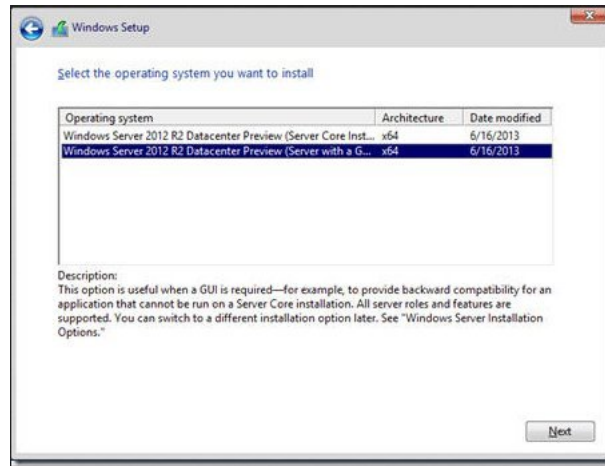 Windows Setup
Select the operating system you want to install
Operating system Architecture Date modified
Windows Server 2012 R2 Datacenter Preview (Server Core Inst... x64 6/16/2013
Windows Server 2012 R2 Datacenter Preview (Server with a G... x64 6/16/2013
Description:
This option is useful when a GUI is required—for example, to provide backward compatibility for an
application that cannot be run on a Server Core installation. All server roles and features are
supported. You can switch to a different installation option later. See "Windows Server Installation
Options."
Next